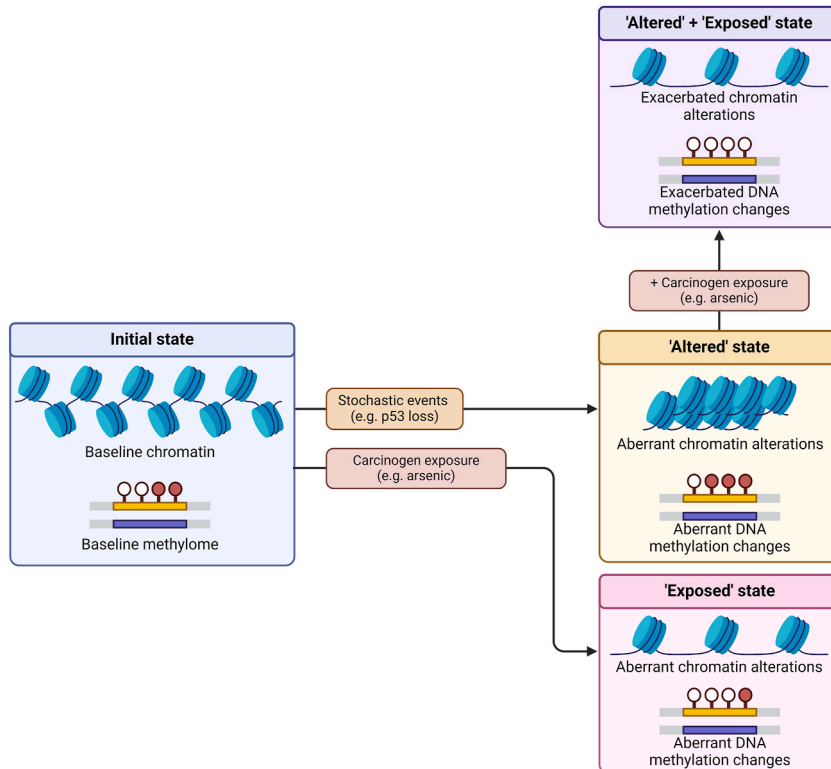 'Altered' + 'Exposed' state
Exacerbated chromatin
alterations
Exacerbated DNA
methylation changes
+ Carcinogen exposure
(e.g. arsenic)
Initial state
Baseline chromatin
Baseline methylome
Stochastic events
(e.g. p53 loss)
Carcinogen exposure
(e.g. arsenic)
'Altered' state
Aberrant chromatin alterations
Aberrant DNA
methylation changes
'Exposed' state
Aberrant chromatin alterations
Aberrant DNA
methylation changes